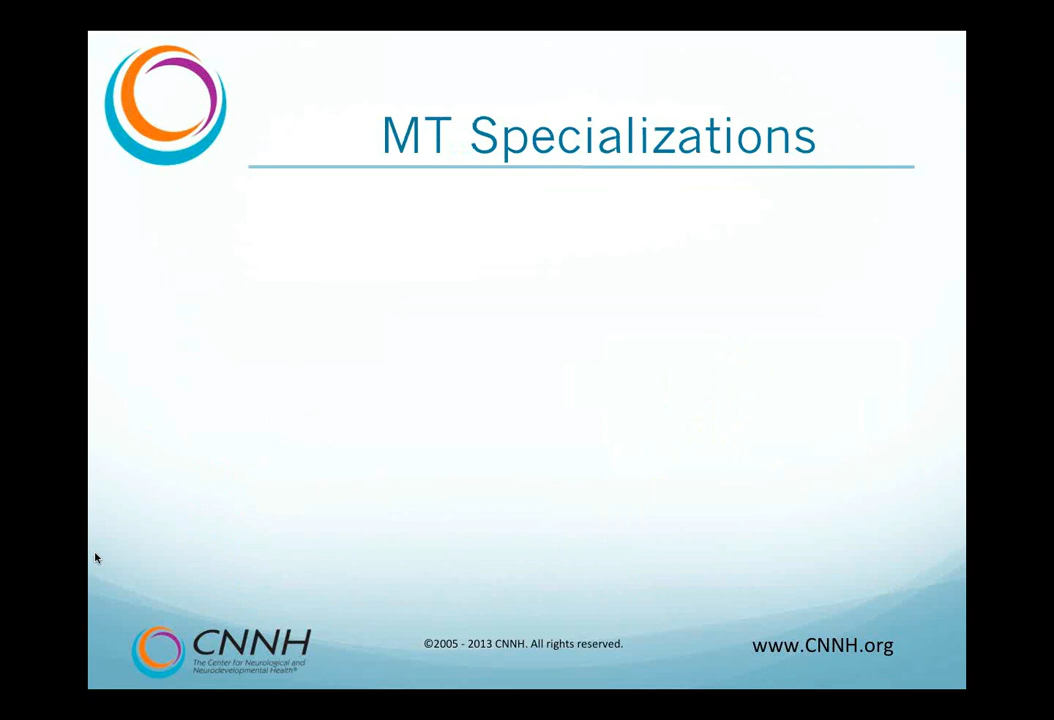 MT Specializations
CNNH
The Center for Neurological and
Neurodevelopmental Health®
©2005 - 2013 CNNH. All rights reserved.
www.CNNH.org